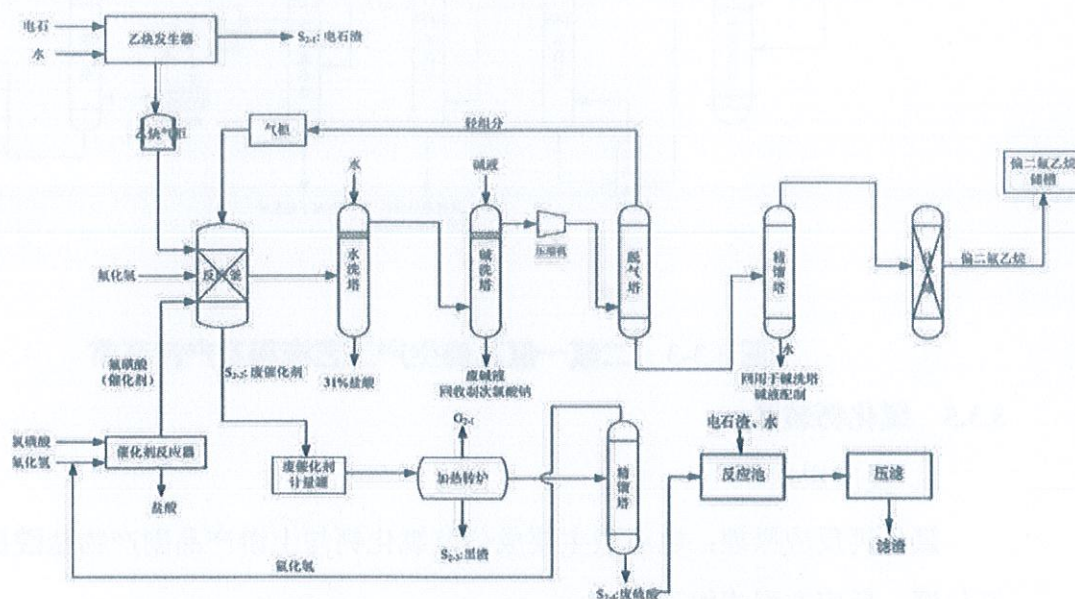 电石
水
乙炔发生器
S₂₋₁: 电石渣
乙炔气柜
气柜
轻组分
水
碱液
偏二氟乙烷
储槽
氟化氢
反应釜
水洗塔
碱洗塔
压缩机
脱气塔
精馏塔
偏二氟乙烷
氟磺酸
(催化剂)
S₂₋₂: 废催化剂
31%盐酸
废碱液
回收制次氯酸钠
水
回用于碱洗塔
碱液配制
氯磺酸
氟化氢
催化剂反应器
盐酸
废催化剂
计量罐
G₂₋₁
加热转炉
S₂₋₃: 黑渣
精馏塔
电石渣、水
反应池
压滤
滤渣
氟化氢
S₂₋₄: 废硫酸